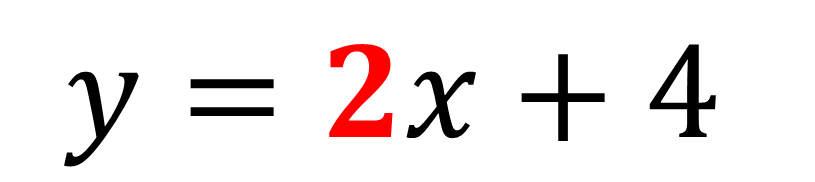 y = 2x + 4